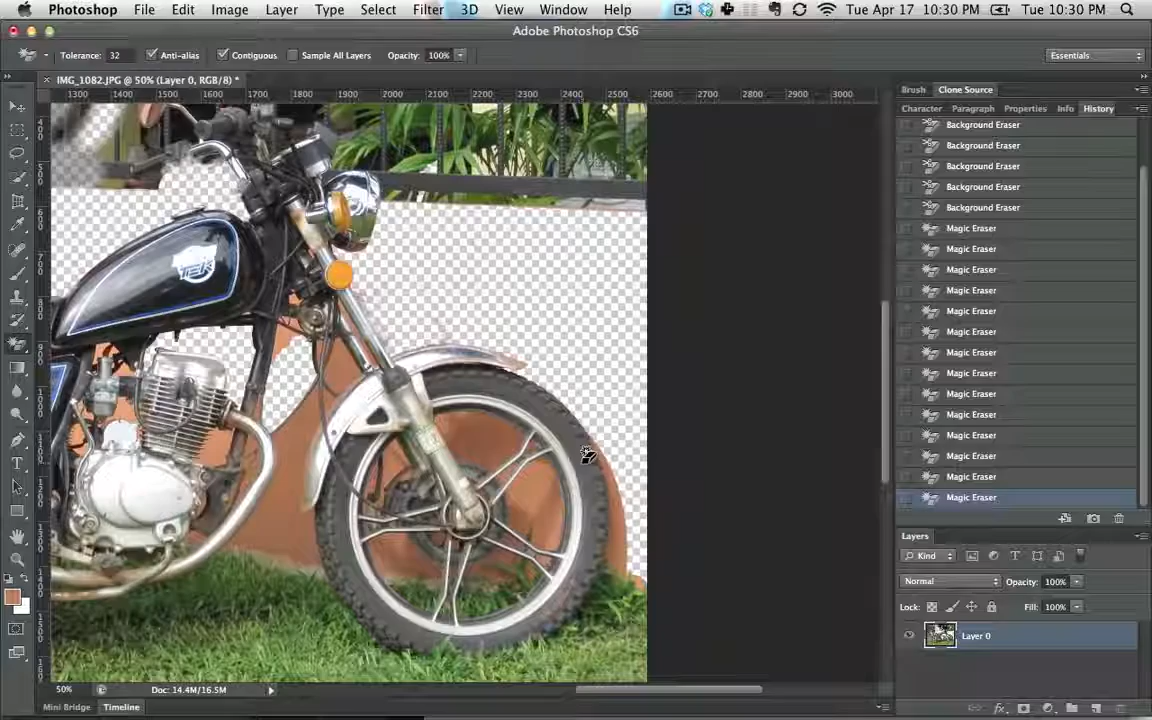 Photoshop File Edit Image Layer Type Select Filter 3D View Window Help Tue Apr 17 10:30 PM Tue 10:30 PM
Adobe Photoshop CS6
Tolerance: 32 Anti-alias Contiguous Sample All Layers Opacity: 100% Essentials
IMG_1082.JPG @ 50% (Layer 0, RGB/8) *
Brush Clone Source
1300 1400 1500 1600 1700 1800 1900 2000 2100 2200 2300 2400 2500 2600 2700 2800 2900 3000
Character Paragraph Properties Info History
Background Eraser
Background Eraser
Background Eraser
Background Eraser
Background Eraser
Magic Eraser
Magic Eraser
Magic Eraser
Magic Eraser
Magic Eraser
Magic Eraser
Magic Eraser
Magic Eraser
Magic Eraser
Magic Eraser
Magic Eraser
Magic Eraser
Magic Eraser
Magic Eraser
Layers
Kind
Normal Opacity: 100%
Lock: Fill: 100%
Layer 0
50% Doc: 14.4M/16.5M
Mini Bridge Timeline